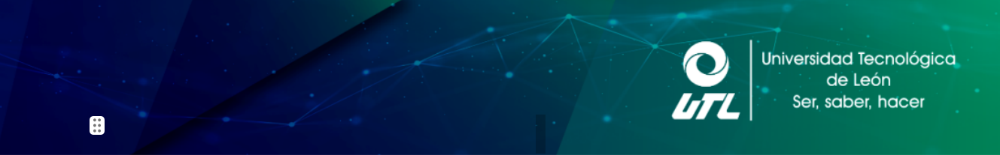 UTL
Universidad Tecnológica
de León
Ser, saber, hacer